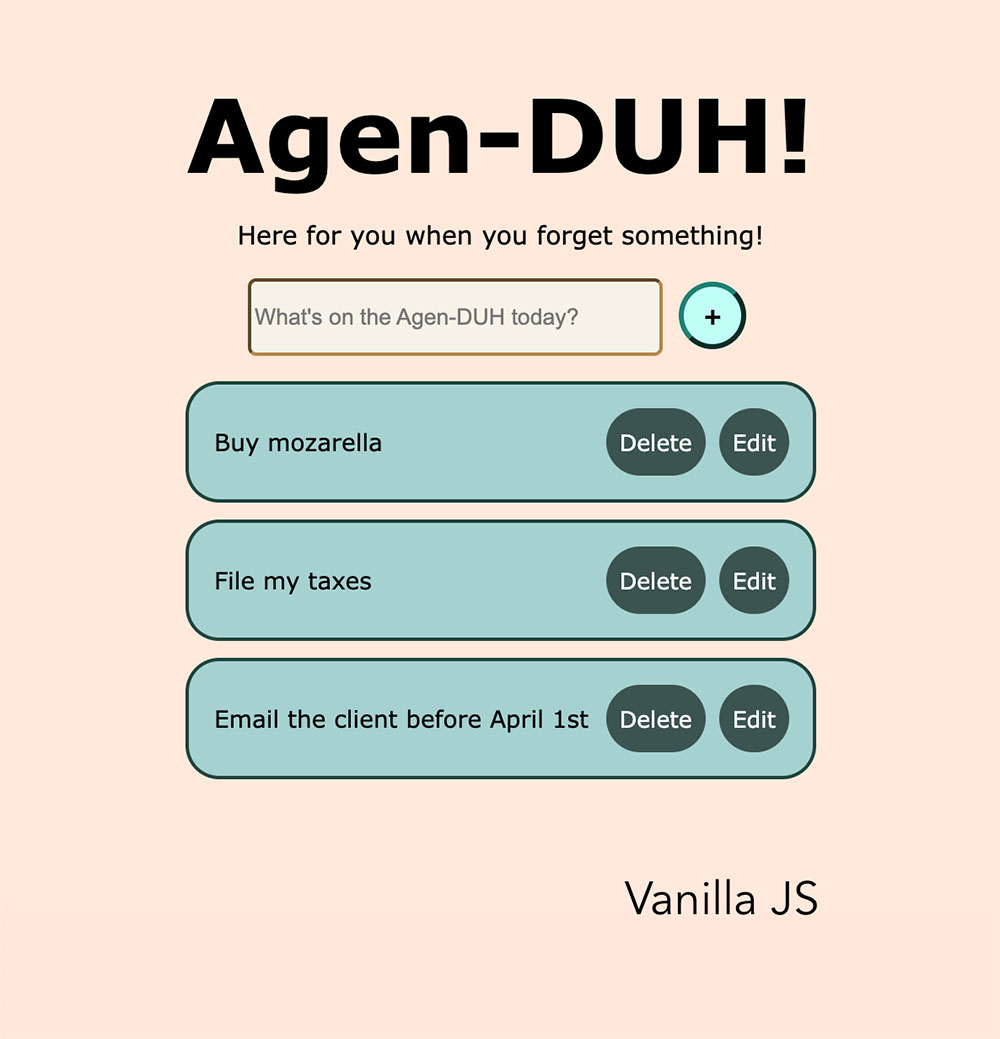 Agen-DUH!
Here for you when you forget something!
What's on the Agen-DUH today? +
Buy mozarella Delete Edit
File my taxes Delete Edit
Email the client before April 1st Delete Edit
Vanilla JS